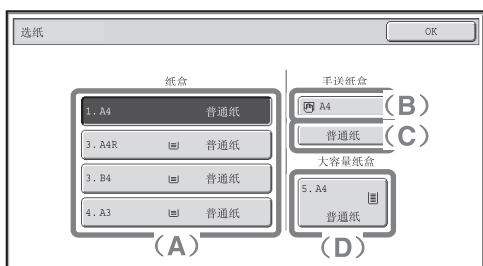 选纸
OK
纸盒
手送纸盒
1. A4 普通纸
A4
(B)
3. A4R 普通纸
普通纸
(C)
大容量纸盒
3. B4 普通纸
5. A4
普通纸
4. A3 普通纸
(A)
(D)